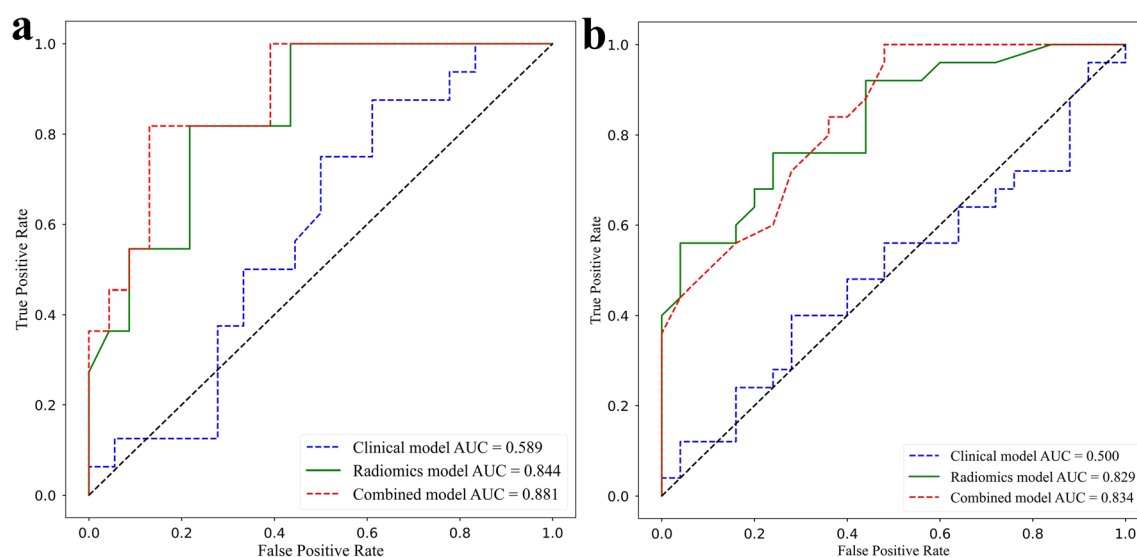 a
1.0
0.8
0.6
0.4
0.2
0.0
True Positive Rate
0.0 0.2 0.4 0.6 0.8 1.0
False Positive Rate
Clinical model AUC = 0.589
Radiomics model AUC = 0.844
Combined model AUC = 0.881
b
1.0
0.8
0.6
0.4
0.2
0.0
True Positive Rate
0.0 0.2 0.4 0.6 0.8 1.0
False Positive Rate
Clinical model AUC = 0.500
Radiomics model AUC = 0.829
Combined model AUC = 0.834